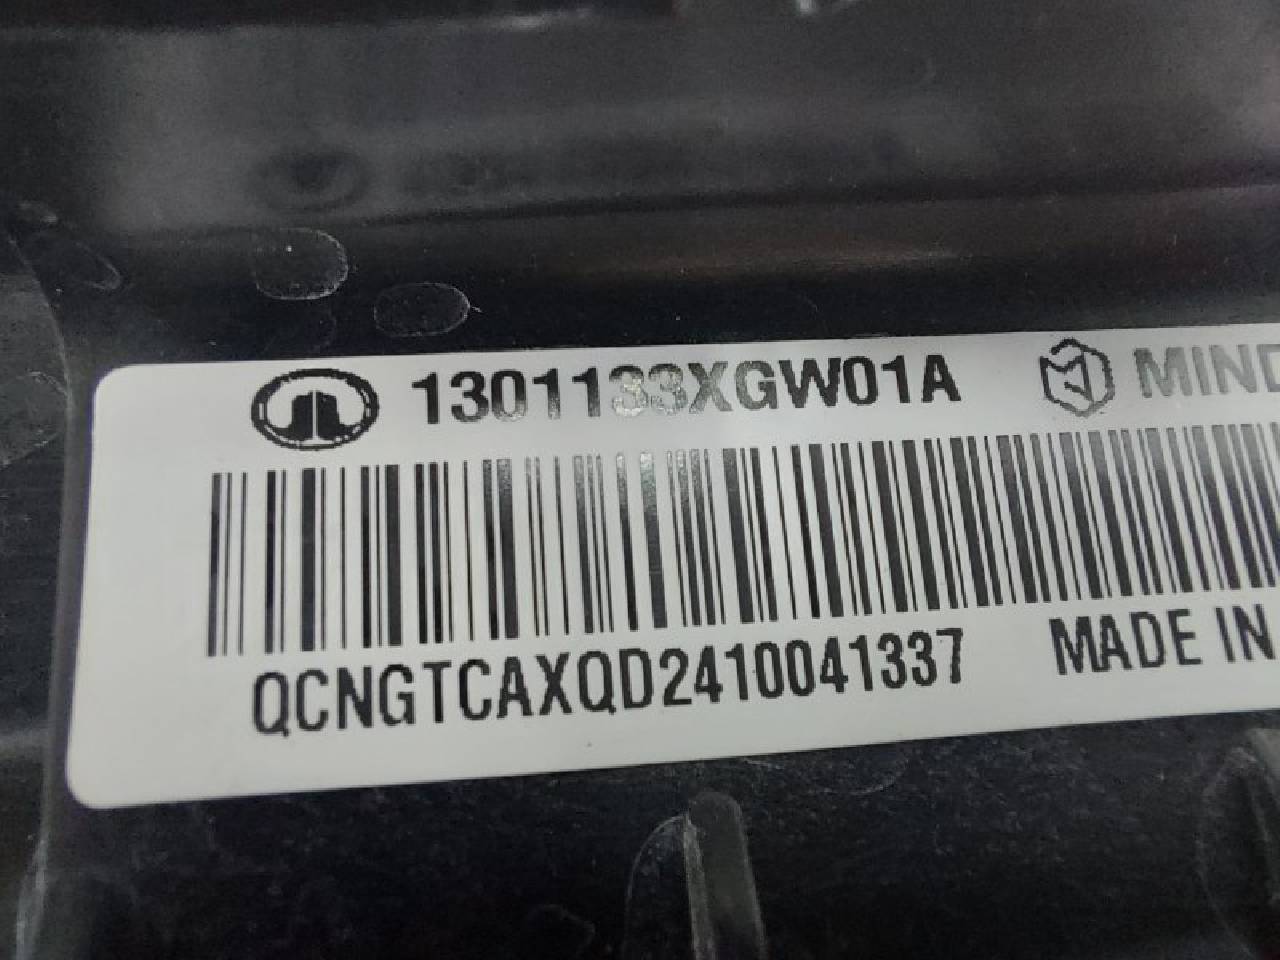 1301133XGW01A MIND
QCNGTCAXQD2410041337 MADE IN